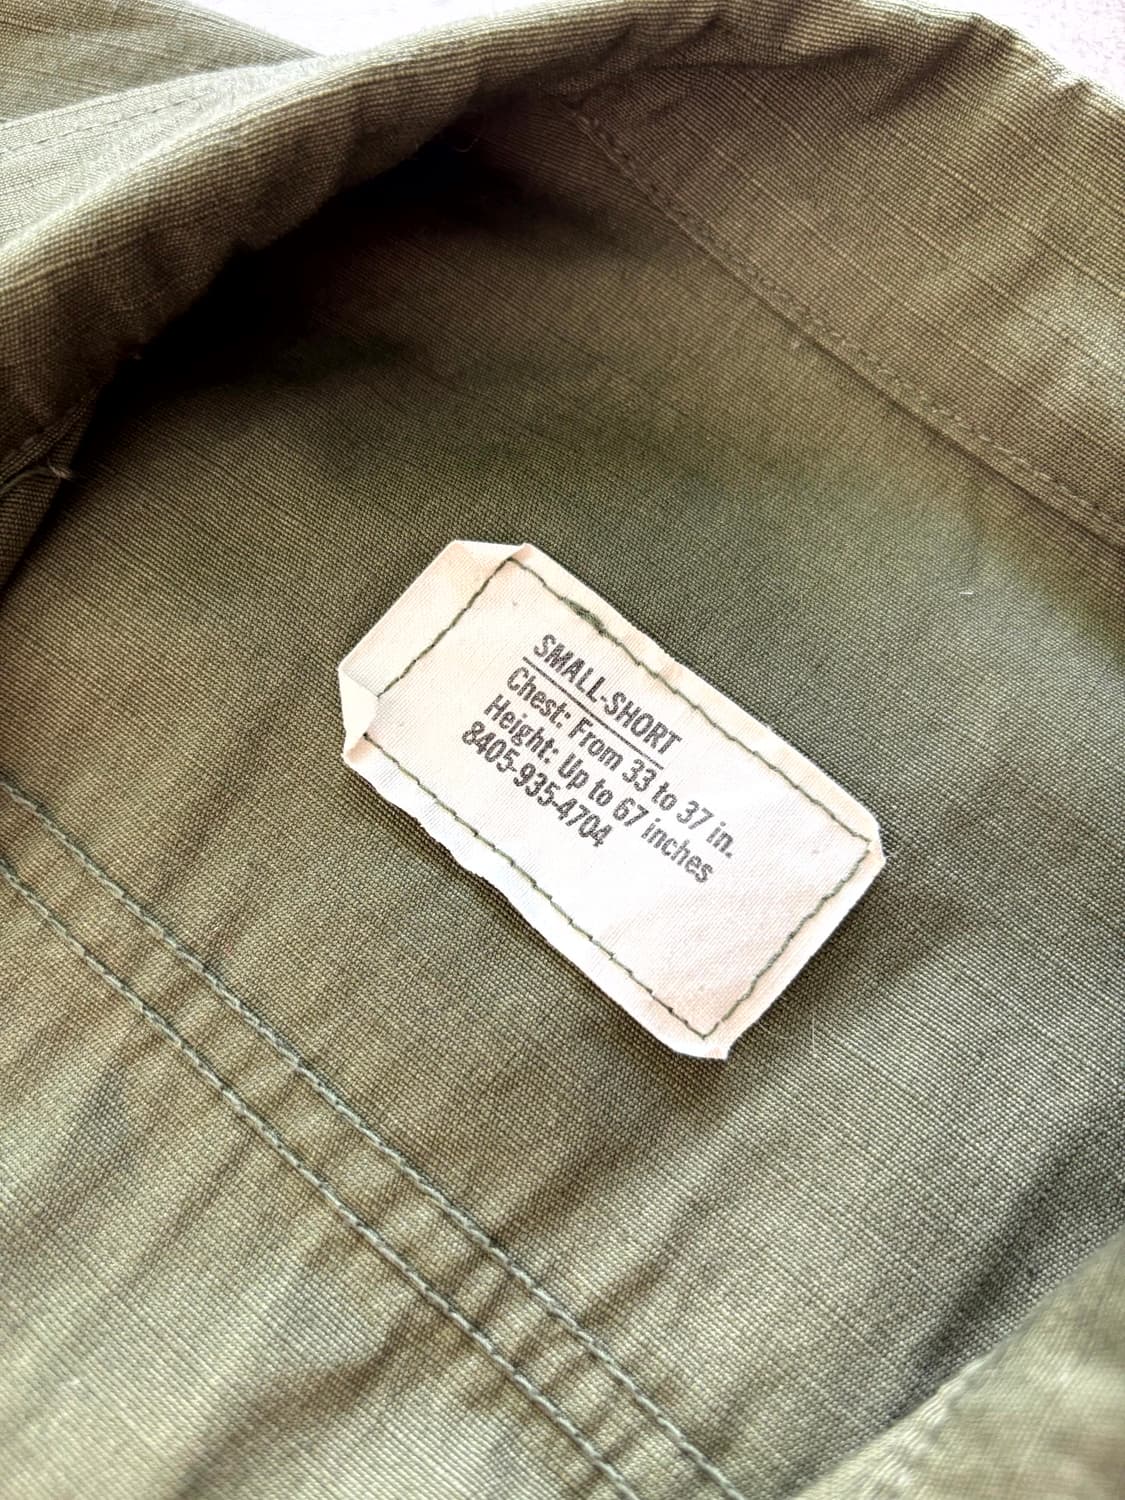 SMALL-SHORT
Chest: From 33 to 37 in.
Height: Up to 67 inches
8405-935-4704